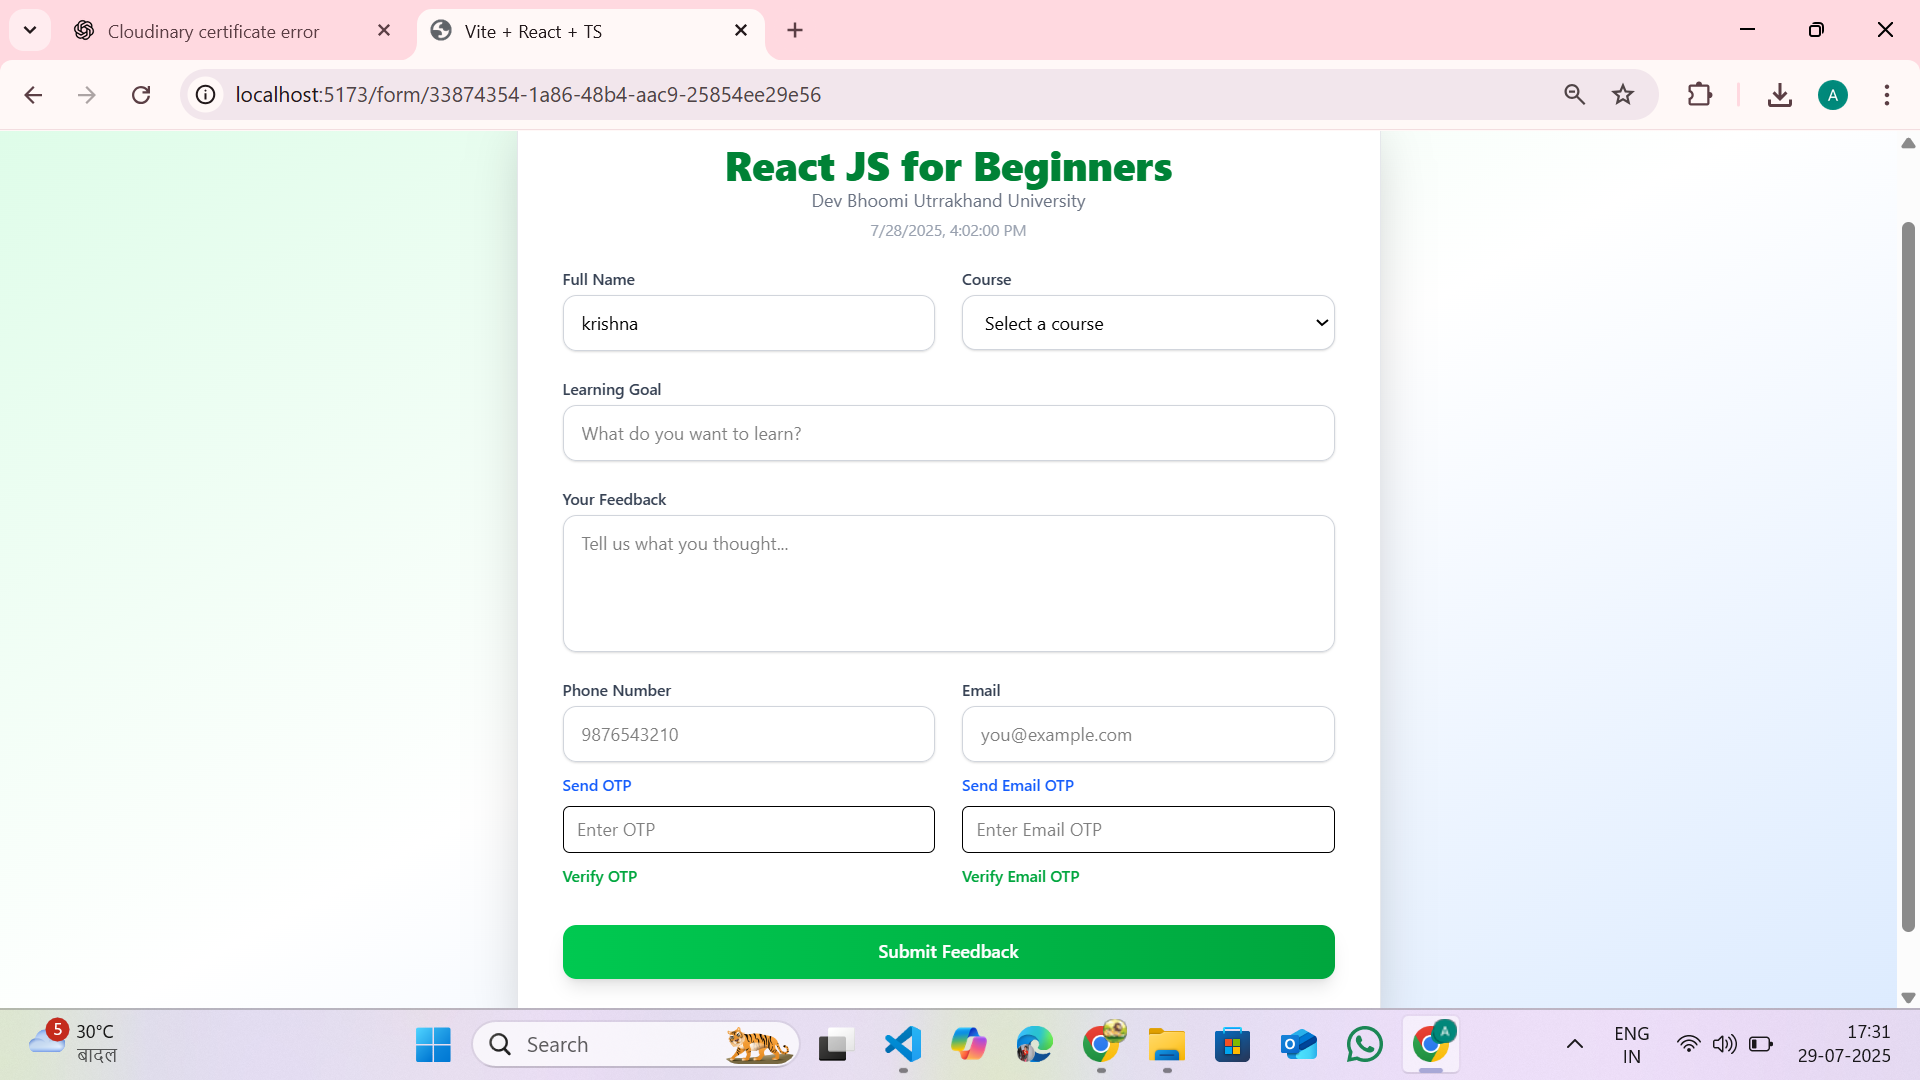 Cloudinary certificate error
Vite + React + TS
localhost:5173/form/33874354-1a86-48b4-aac9-25854ee29e56
A
React JS for Beginners
Dev Bhoomi Utrrakhand University
7/28/2025, 4:02:00 PM
Full Name
Course
krishna
Select a course
Learning Goal
What do you want to learn?
Your Feedback
Tell us what you thought...
Phone Number
Email
9876543210
you@example.com
Send OTP
Send Email OTP
Enter OTP
Enter Email OTP
Verify OTP
Verify Email OTP
Submit Feedback
5
30°C
बादल
Search
A
ENG
IN
17:31
29-07-2025